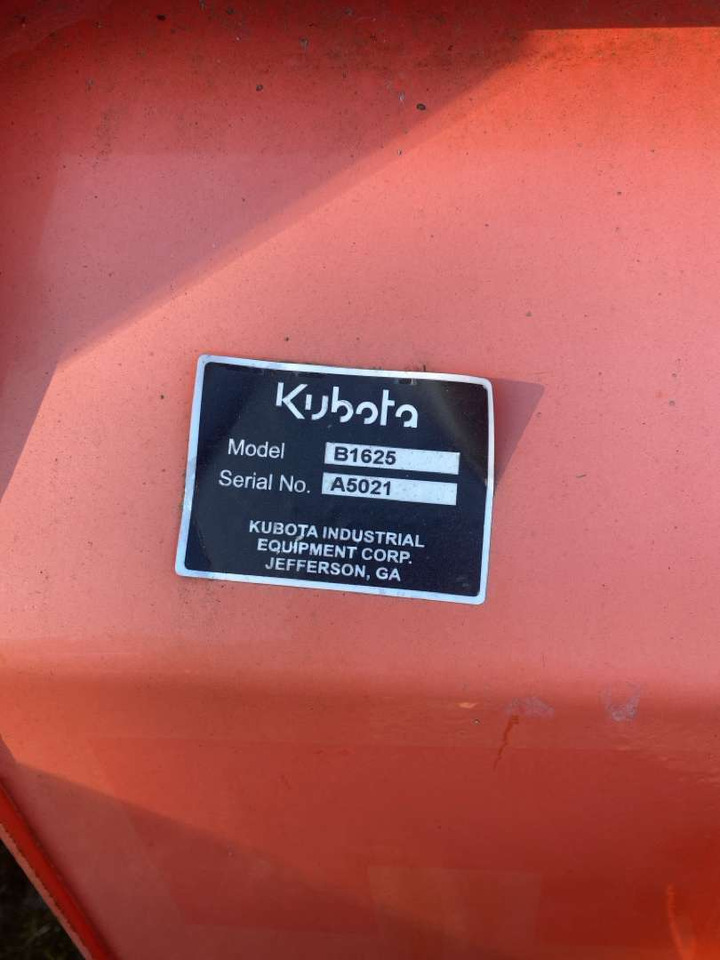 Kubota
Model B1625
Serial No. A5021
KUBOTA INDUSTRIAL
EQUIPMENT CORP.
JEFFERSON, GA